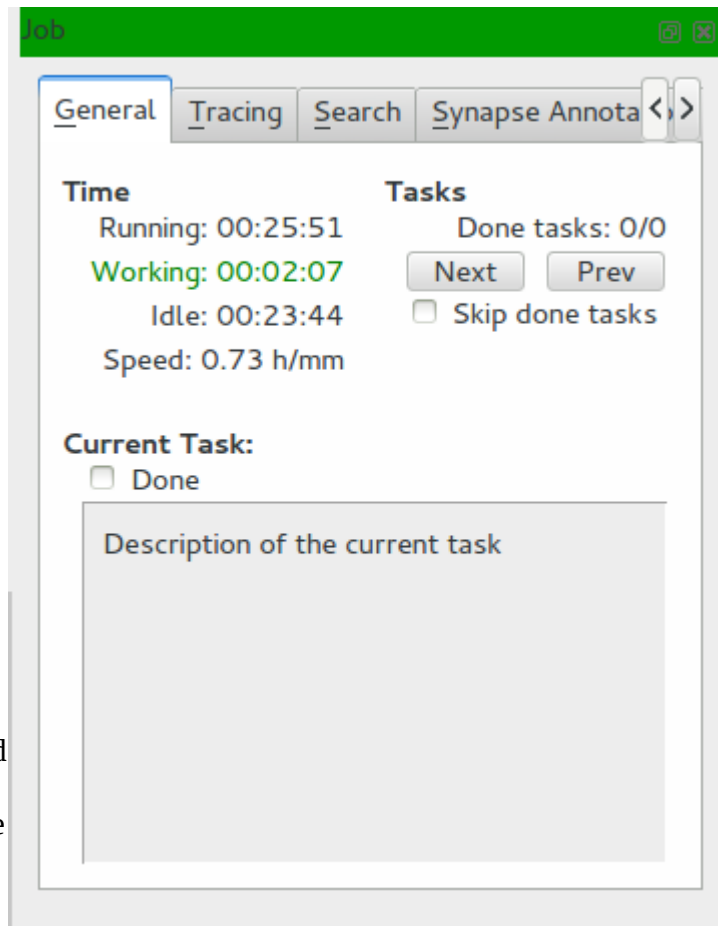 Job
General Tracing Search Synapse Annota
Time
Running: 00:25:51
Working: 00:02:07
Idle: 00:23:44
Speed: 0.73 h/mm
Tasks
Done tasks: 0/0
Next Prev
Skip done tasks
Current Task:
Done
Description of the current task